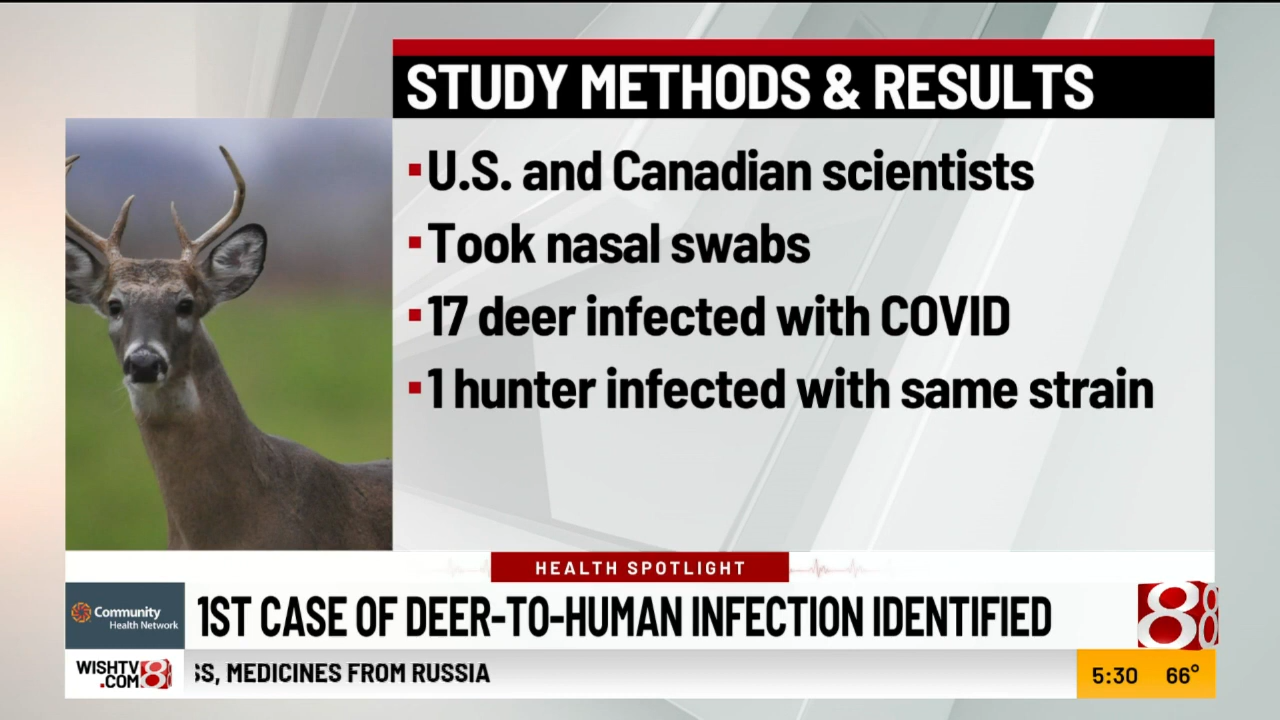 STUDY METHODS & RESULTS
U.S. and Canadian scientists
Took nasal swabs
17 deer infected with COVID
1 hunter infected with same strain
HEALTH SPOTLIGHT
Community
Health Network
1ST CASE OF DEER-TO-HUMAN INFECTION IDENTIFIED
8
WISHTV
.COM 8
SS, MEDICINES FROM RUSSIA
5:30 66°